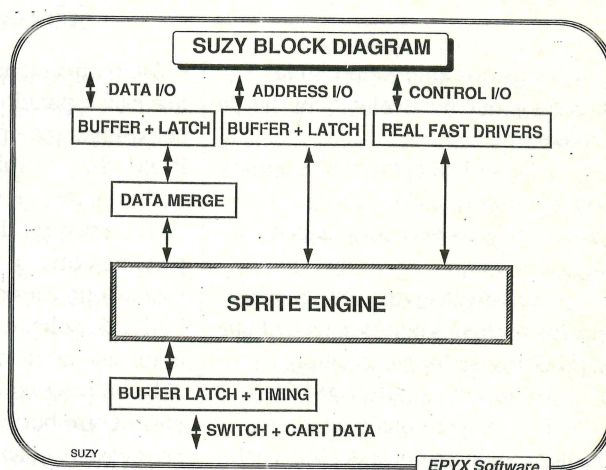 SUZY BLOCK DIAGRAM
DATA I/O ADDRESS I/O CONTROL I/O
BUFFER + LATCH BUFFER + LATCH REAL FAST DRIVERS
DATA MERGE
SPRITE ENGINE
BUFFER LATCH + TIMING
SWITCH + CART DATA
SUZY
EPYX Software